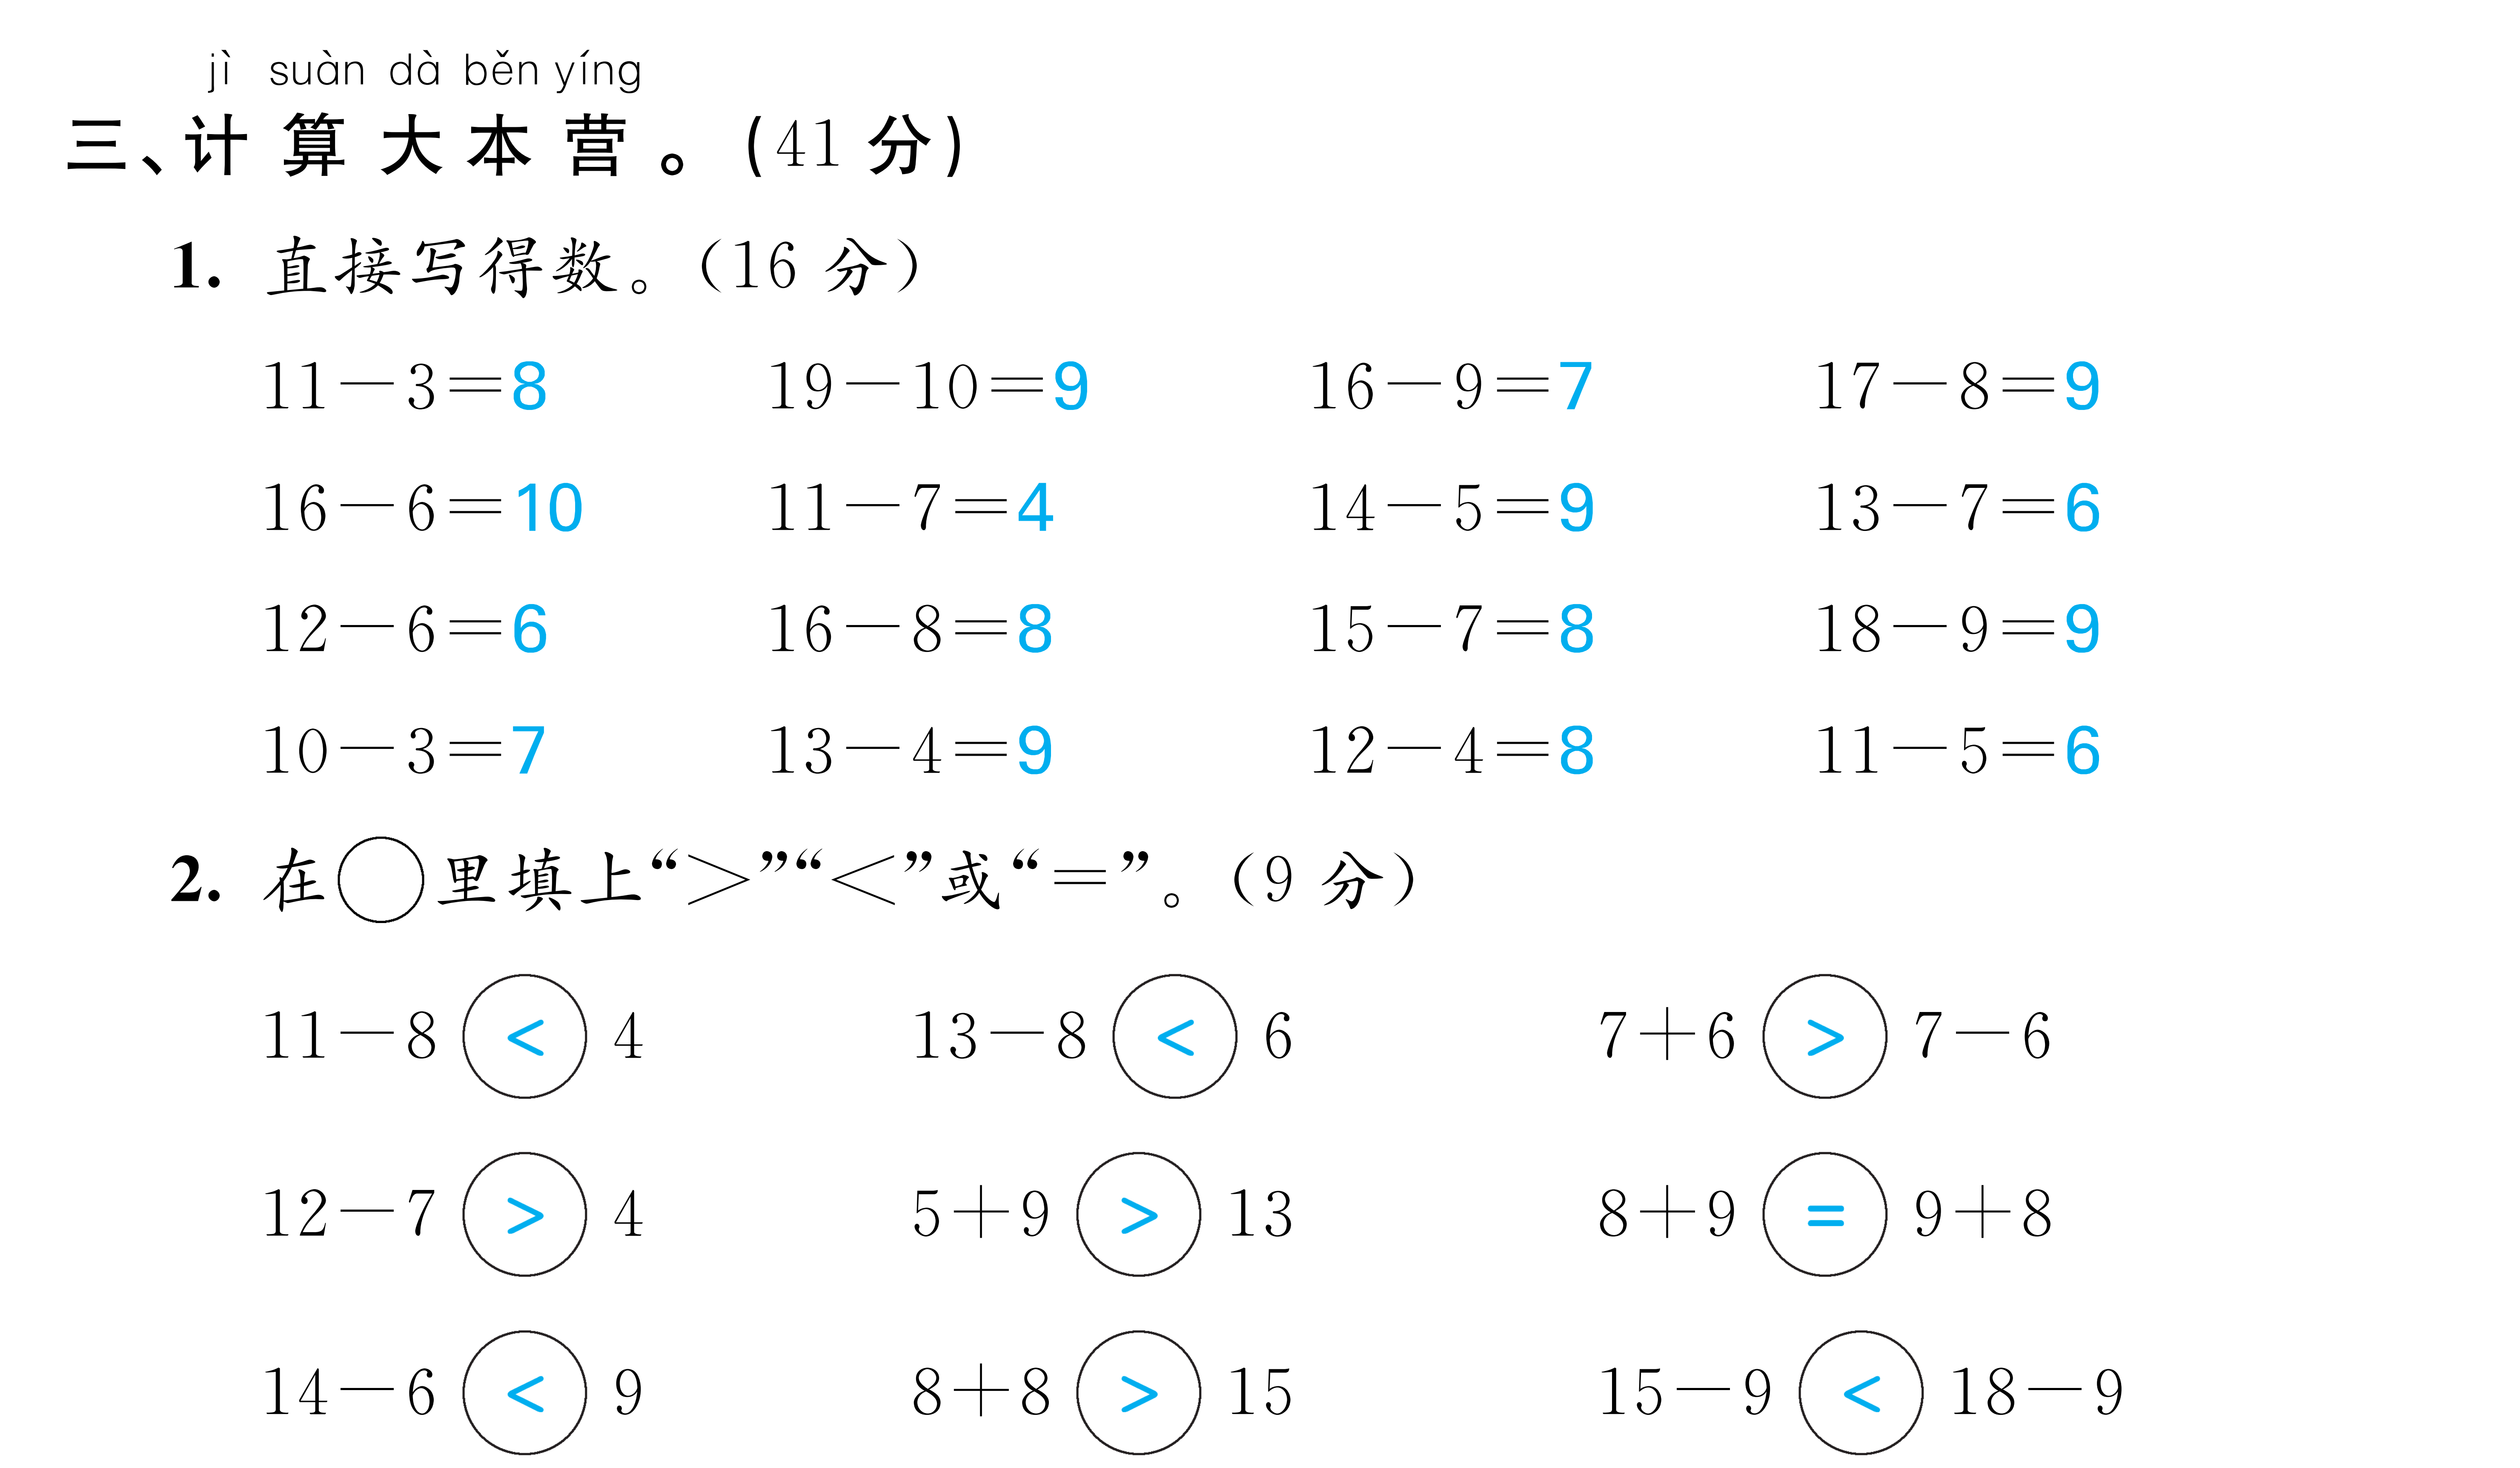 jì suàn dà běn yíng
三、计算大本营。(41 分)
1. 直接写得数。(16 分)
11－3＝8 19－10＝9 16－9＝7 17－8＝9
16－6＝10 11－7＝4 14－5＝9 13－7＝6
12－6＝6 16－8＝8 15－7＝8 18－9＝9
10－3＝7 13－4＝9 12－4＝8 11－5＝6
2. 在○里填上“＞”“＜”或“＝”。(9 分)
11－8 < 4 13－8 < 6 7＋6 > 7－6
12－7 > 4 5＋9 > 13 8＋9 = 9＋8
14－6 < 9 8＋8 > 15 15－9 < 18－9